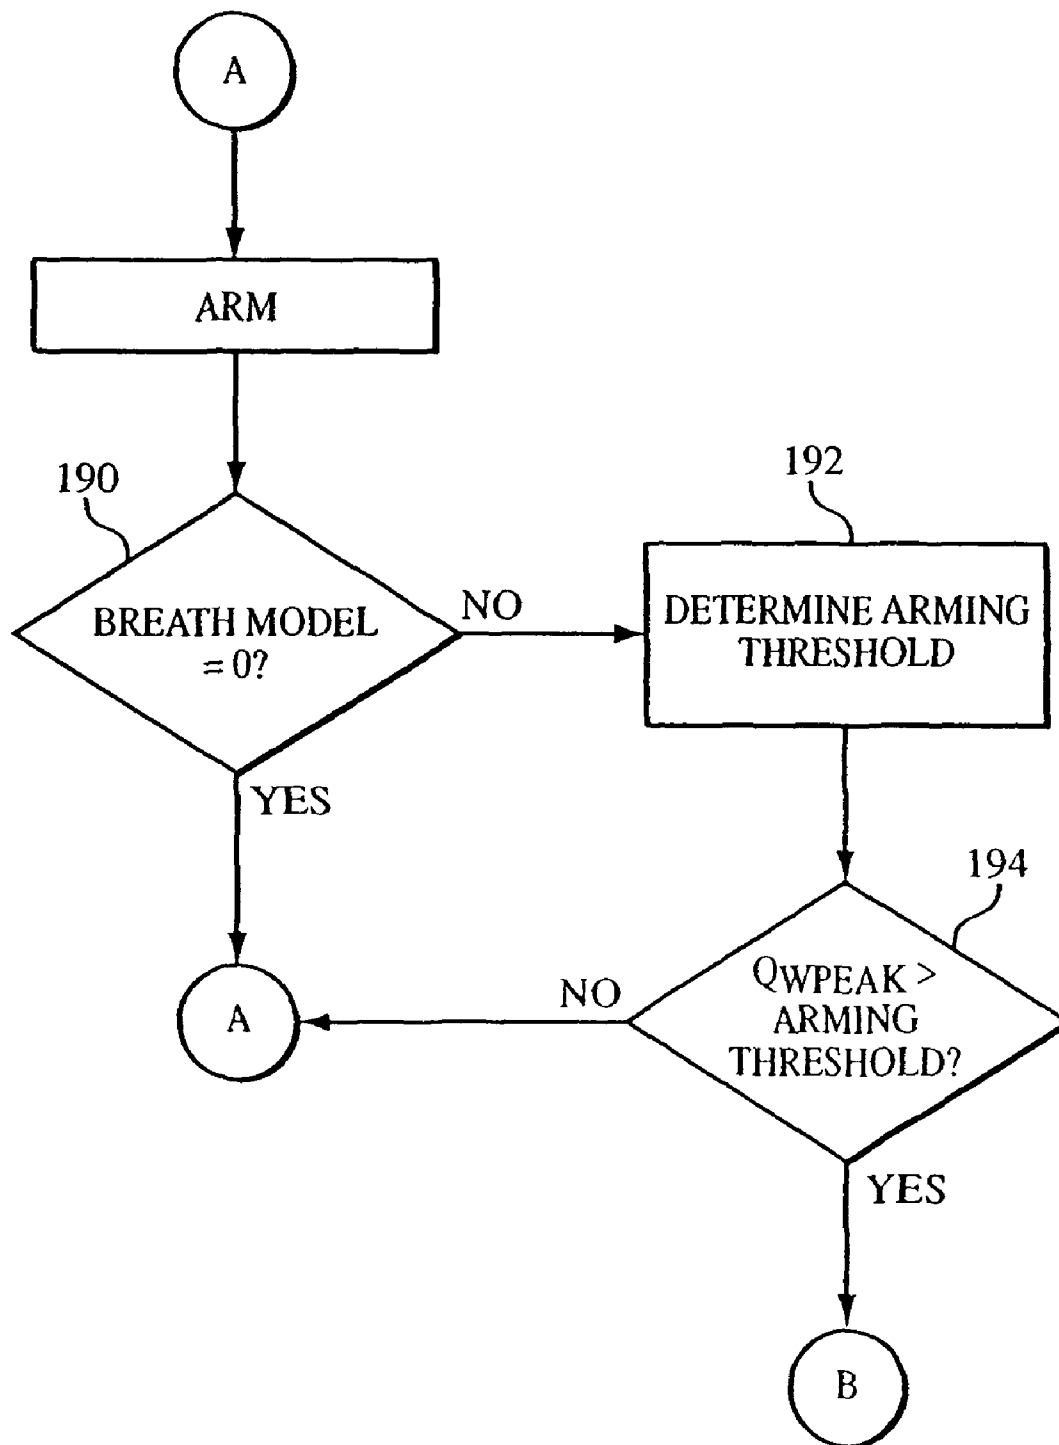 A
ARM
190
BREATH MODEL
= 0?
NO
192
DETERMINE ARMING
THRESHOLD
YES
194
QWPEAK >
ARMING
THRESHOLD?
NO
A
YES
B